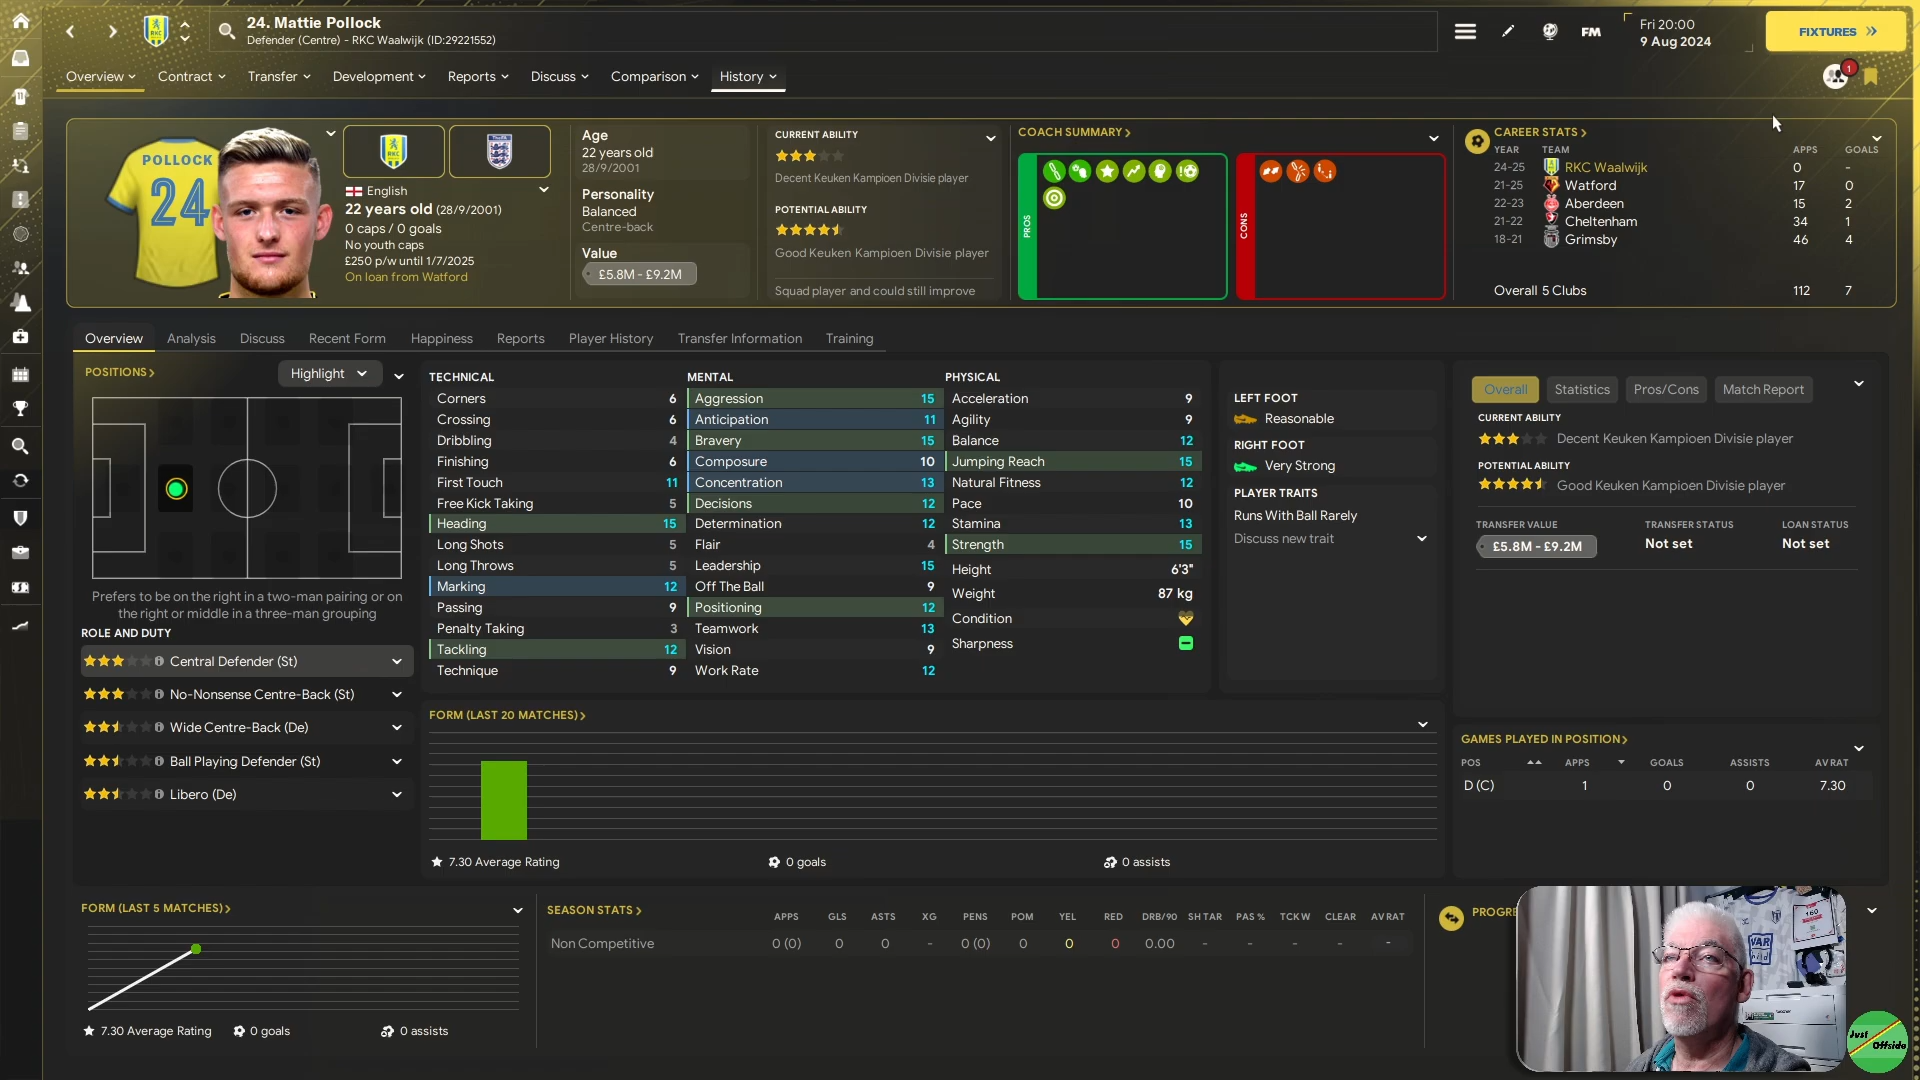 24. Mattie Pollock
Defender (Centre) - RKC Waalwijk (ID:29221552)
FM
Fri 20:00
9 Aug 2024
FIXTURES
Overview
Contract
Transfer
Development
Reports
Discuss
Comparison
History
1
POLLOCK
24
English
22 years old (28/9/2001)
0 caps / 0 goals
No youth caps
£250 p/w until 1/7/2025
On loan from Watford
Age
22 years old
28/9/2001
Personality
Balanced
Centre-back
Value
£5.8M - £9.2M
CURRENT ABILITY
Decent Keuken Kampioen Divisie player
POTENTIAL ABILITY
Good Keuken Kampioen Divisie player
Squad player and could still improve
COACH SUMMARY
PROS
CONS
CAREER STATS
YEAR TEAM APPS GOALS
24-25 RKC Waalwijk 0 -
21-25 Watford 17 0
22-23 Aberdeen 15 2
21-22 Cheltenham 34 1
18-21 Grimsby 46 4
Overall 5 Clubs 112 7
Overview
Analysis
Discuss
Recent Form
Happiness
Reports
Player History
Transfer Information
Training
POSITIONS
Highlight
Prefers to be on the right in a two-man pairing or on
the right or middle in a three-man grouping
ROLE AND DUTY
Central Defender (St)
No-Nonsense Centre-Back (St)
Wide Centre-Back (De)
Ball Playing Defender (St)
Libero (De)
TECHNICAL
Corners 6
Crossing 6
Dribbling 4
Finishing 6
First Touch 11
Free Kick Taking 5
Heading 15
Long Shots 5
Long Throws 5
Marking 12
Passing 9
Penalty Taking 3
Tackling 12
Technique 9
MENTAL
Aggression 15
Anticipation 11
Bravery 15
Composure 10
Concentration 13
Decisions 12
Determination 12
Flair 4
Leadership 15
Off The Ball 9
Positioning 12
Teamwork 13
Vision 9
Work Rate 12
PHYSICAL
Acceleration 9
Agility 9
Balance 12
Jumping Reach 15
Natural Fitness 12
Pace 10
Stamina 13
Strength 15
Height 6'3"
Weight 87 kg
Condition
Sharpness
LEFT FOOT
Reasonable
RIGHT FOOT
Very Strong
PLAYER TRAITS
Runs With Ball Rarely
Discuss new trait
Overall
Statistics
Pros/Cons
Match Report
CURRENT ABILITY
Decent Keuken Kampioen Divisie player
POTENTIAL ABILITY
Good Keuken Kampioen Divisie player
TRANSFER VALUE TRANSFER STATUS LOAN STATUS
£5.8M - £9.2M Not set Not set
FORM (LAST 20 MATCHES)
7.30 Average Rating
0 goals
0 assists
GAMES PLAYED IN POSITION
POS APPS GOALS ASSISTS AV RAT
D (C) 1 0 0 7.30
FORM (LAST 5 MATCHES)
7.30 Average Rating
0 goals
0 assists
SEASON STATS
APPS GLS ASTS XG PENS POM YEL RED DRB/90 SH TAR PAS % TCK W CLEAR AV RAT
Non Competitive 0 (0) 0 0 - 0 (0) 0 0 0 0.00 - - - - -
PROGRE
160
VAR
Just
Offside